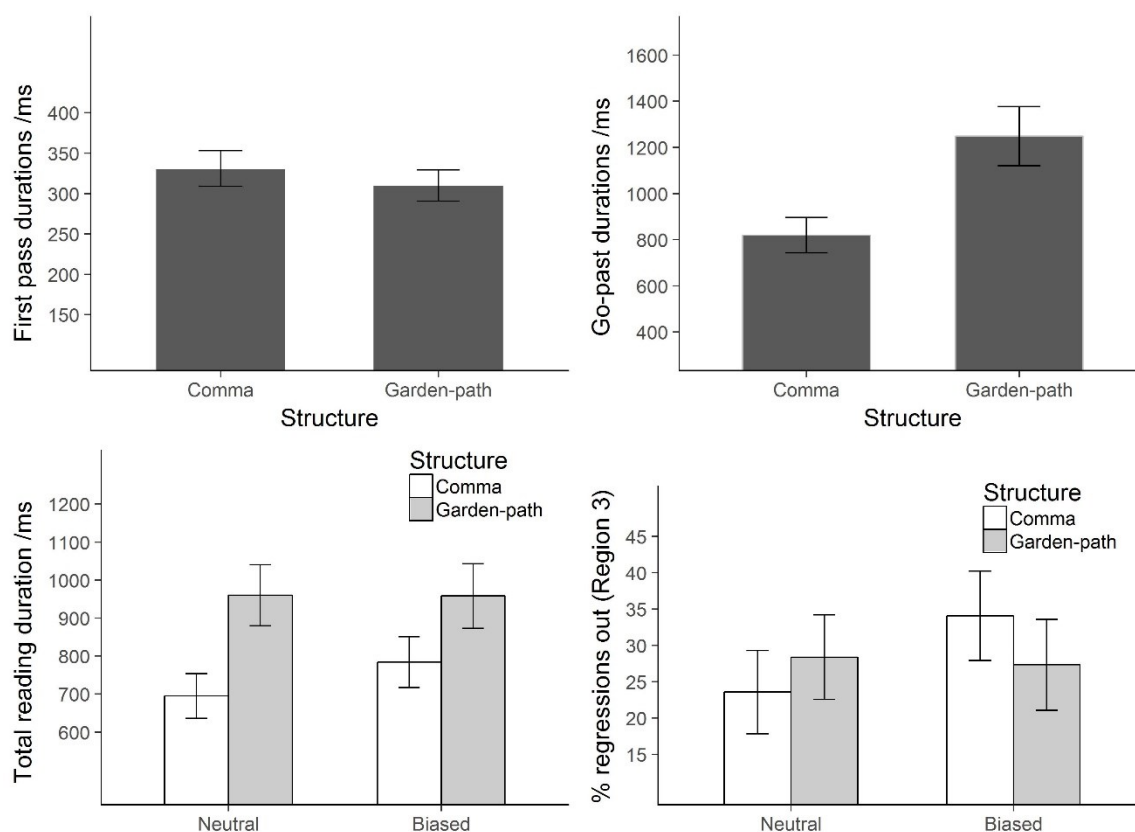 First pass durations /ms
400
350
300
250
200
150
Comma
Garden-path
Structure
Go-past durations /ms
1600
1400
1200
1000
800
600
400
Comma
Garden-path
Structure
Total reading duration /ms
1200
1100
1000
900
800
700
600
Structure
Comma
Garden-path
Neutral
Biased
% regressions out (Region 3)
45
40
35
30
25
20
15
Structure
Comma
Garden-path
Neutral
Biased